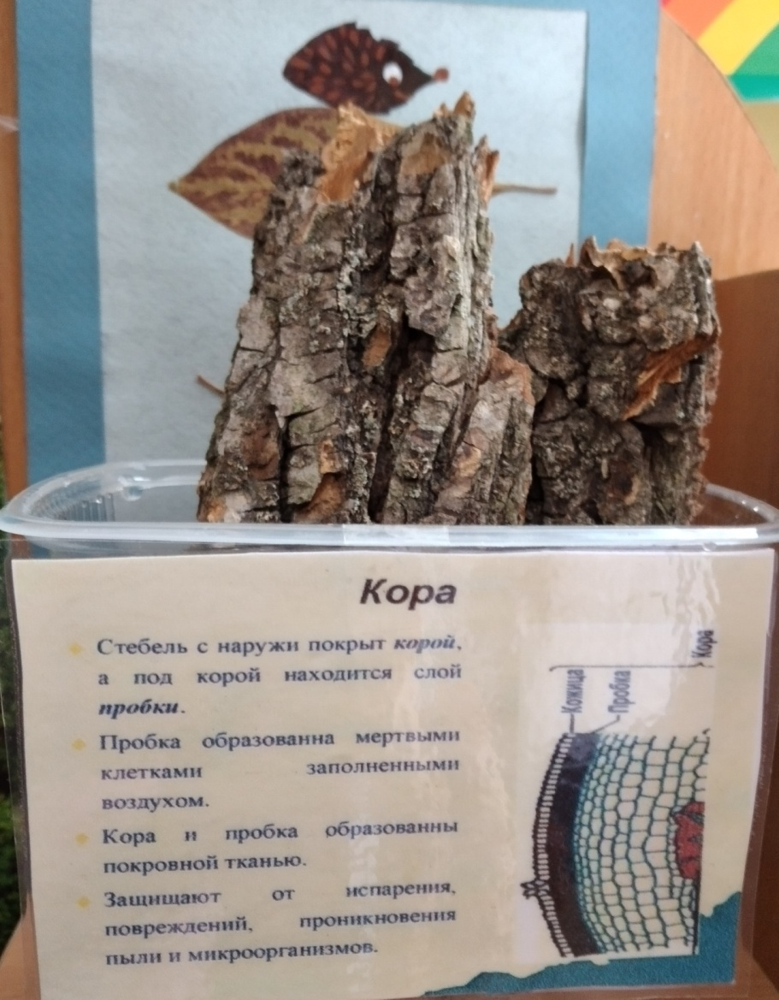 Кора
Стебель с наружи покрыт корой,
а под корой находится слой
пробки.
Пробка образованна мертвыми
клетками заполненными
воздухом.
Кора и пробка образованны
покровной тканью.
Защищают от испарения,
повреждений, проникновения
пыли и микроорганизмов.
Кожица
Пробка
Кора